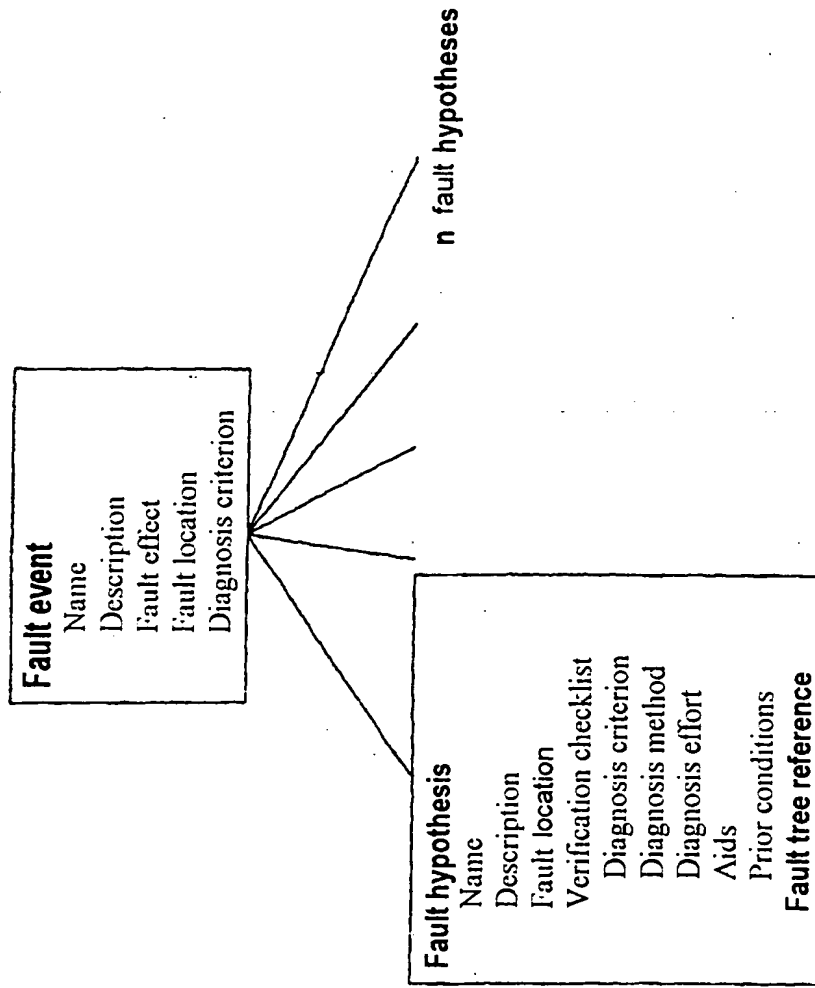 Fault event
Name
Description
Fault effect
Fault location
Diagnosis criterion
n fault hypotheses
Fault hypothesis
Name
Description
Fault location
Verification checklist
Diagnosis criterion
Diagnosis method
Diagnosis effort
Aids
Prior conditions
Fault tree reference